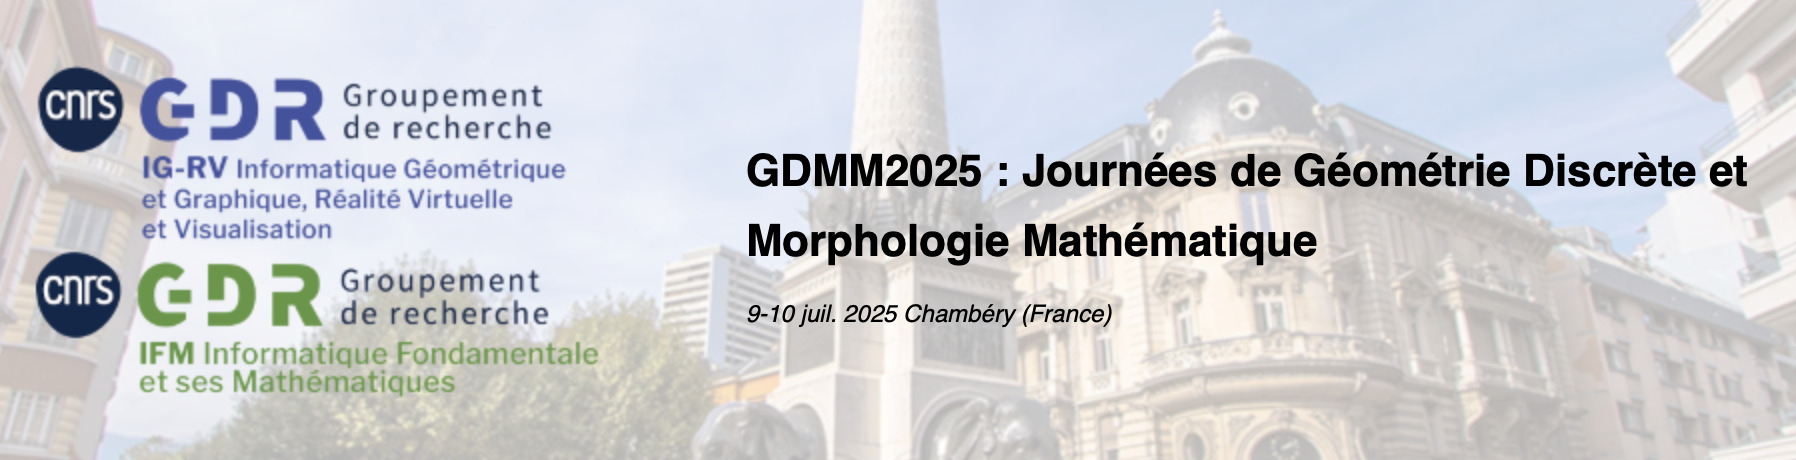 cnrs GDR Groupement
de recherche
IG-RV Informatique Géométrique
et Graphique, Réalité Virtuelle
et Visualisation
cnrs GDR Groupement
de recherche
IFM Informatique Fondamentale
et ses Mathématiques
GDMM2025 : Journées de Géométrie Discrète et
Morphologie Mathématique
9-10 juil. 2025 Chambéry (France)